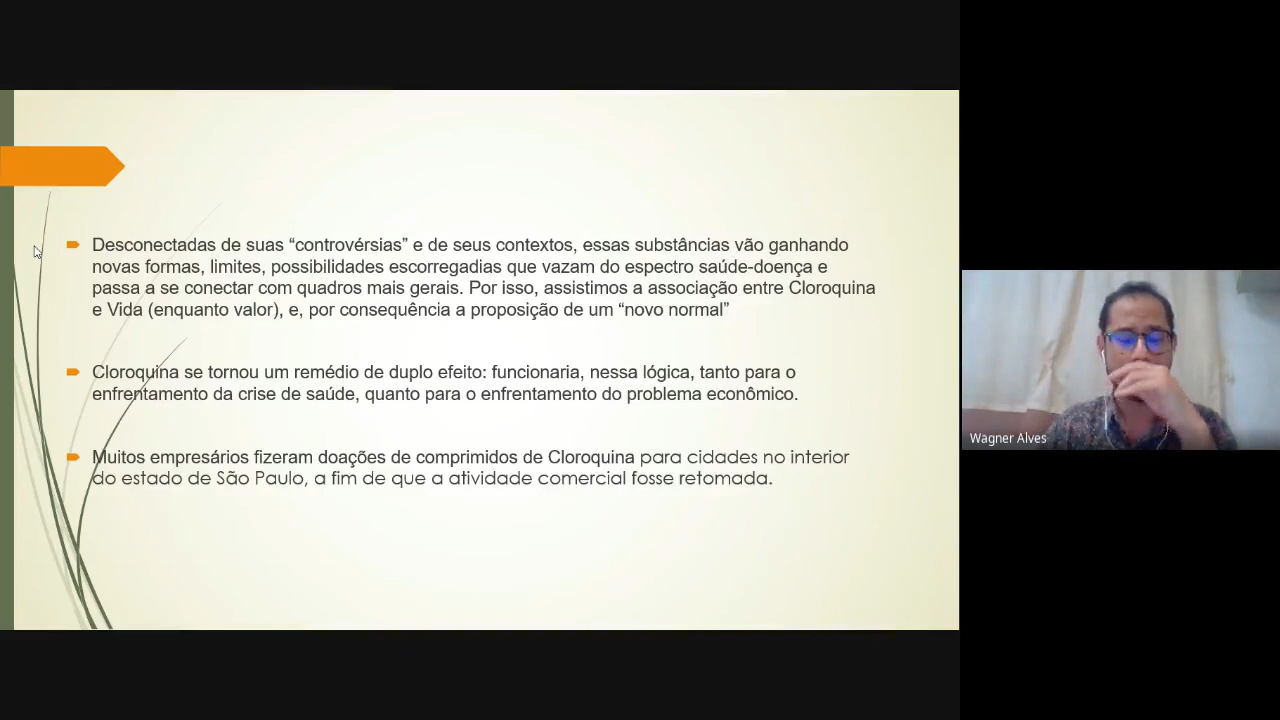 Desconectadas de suas “controvérsias” e de seus contextos, essas substâncias vão ganhando
novas formas, limites, possibilidades escorregadias que vazam do espectro saúde-doença e
passa a se conectar com quadros mais gerais. Por isso, assistimos a associação entre Cloroquina
e Vida (enquanto valor), e, por consequência a proposição de um “novo normal”
Cloroquina se tornou um remédio de duplo efeito: funcionaria, nessa lógica, tanto para o
enfrentamento da crise de saúde, quanto para o enfrentamento do problema econômico.
Muitos empresários fizeram doações de comprimidos de Cloroquina para cidades no interior
do estado de São Paulo, a fim de que a atividade comercial fosse retomada.
Wagner Alves